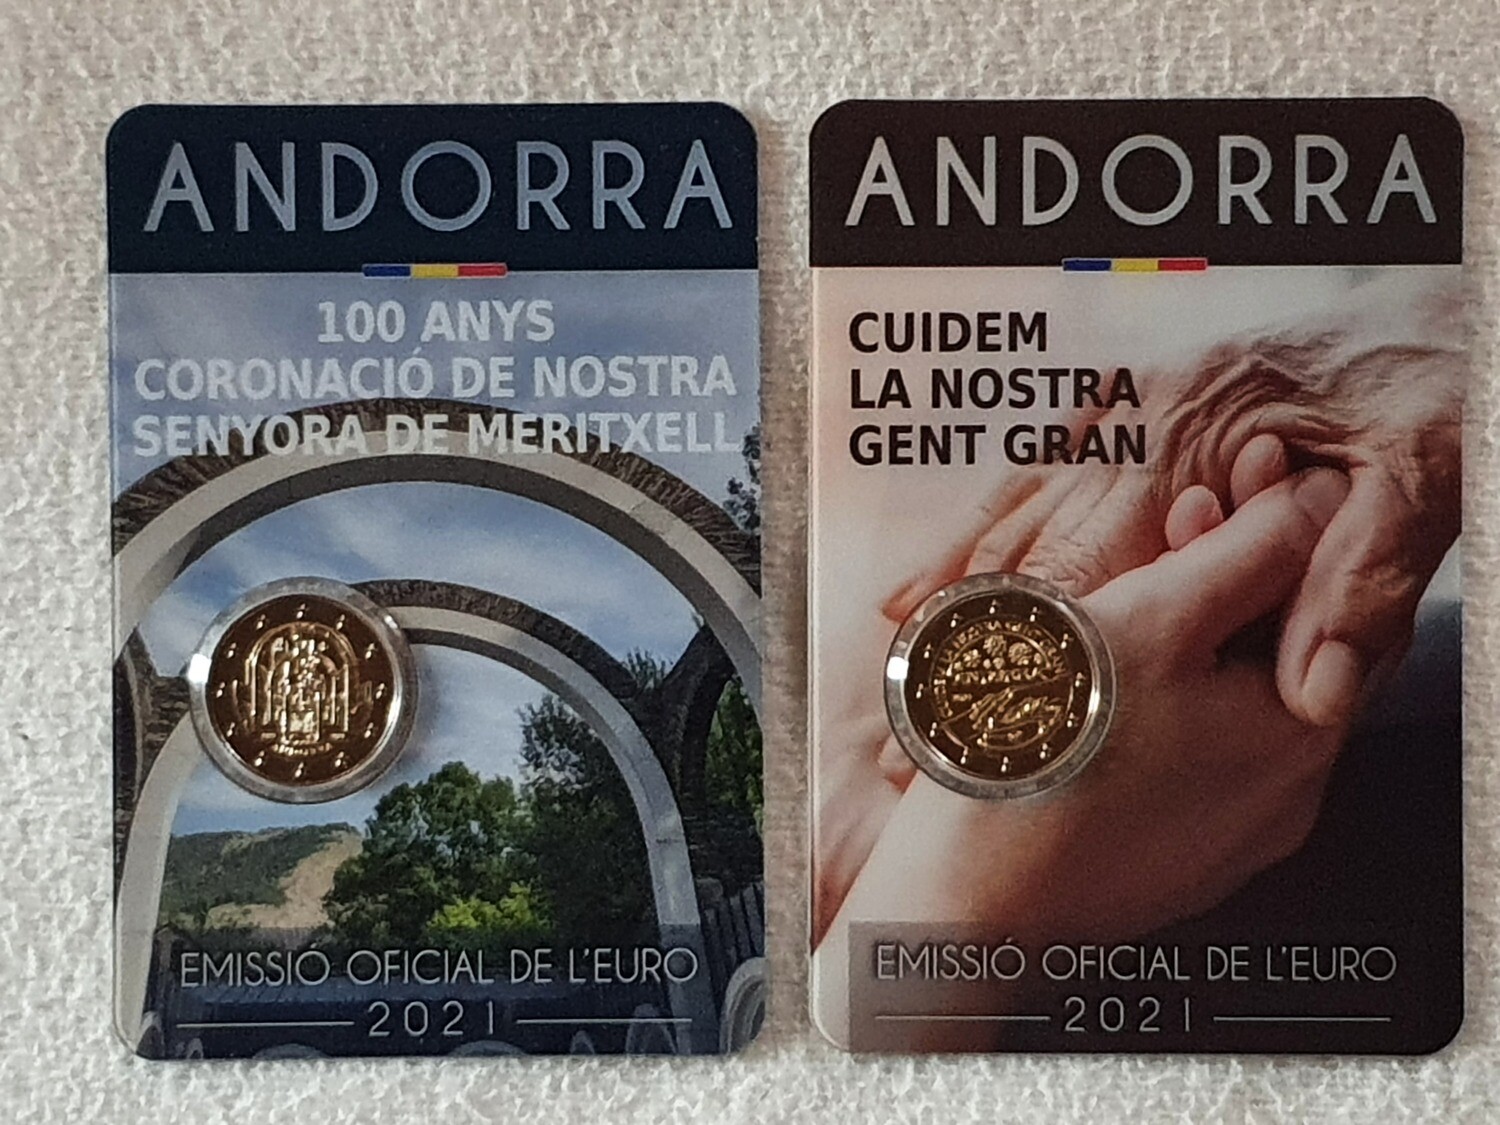 ANDORRA
100 ANYS
CORONACIÓ DE NOSTRA
SENYORA DE MERITXELL
EMISSIÓ OFICIAL DE L'EURO
2021
ANDORRA
CUIDEM
LA NOSTRA
GENT GRAN
EMISSIÓ OFICIAL DE L'EURO
2021